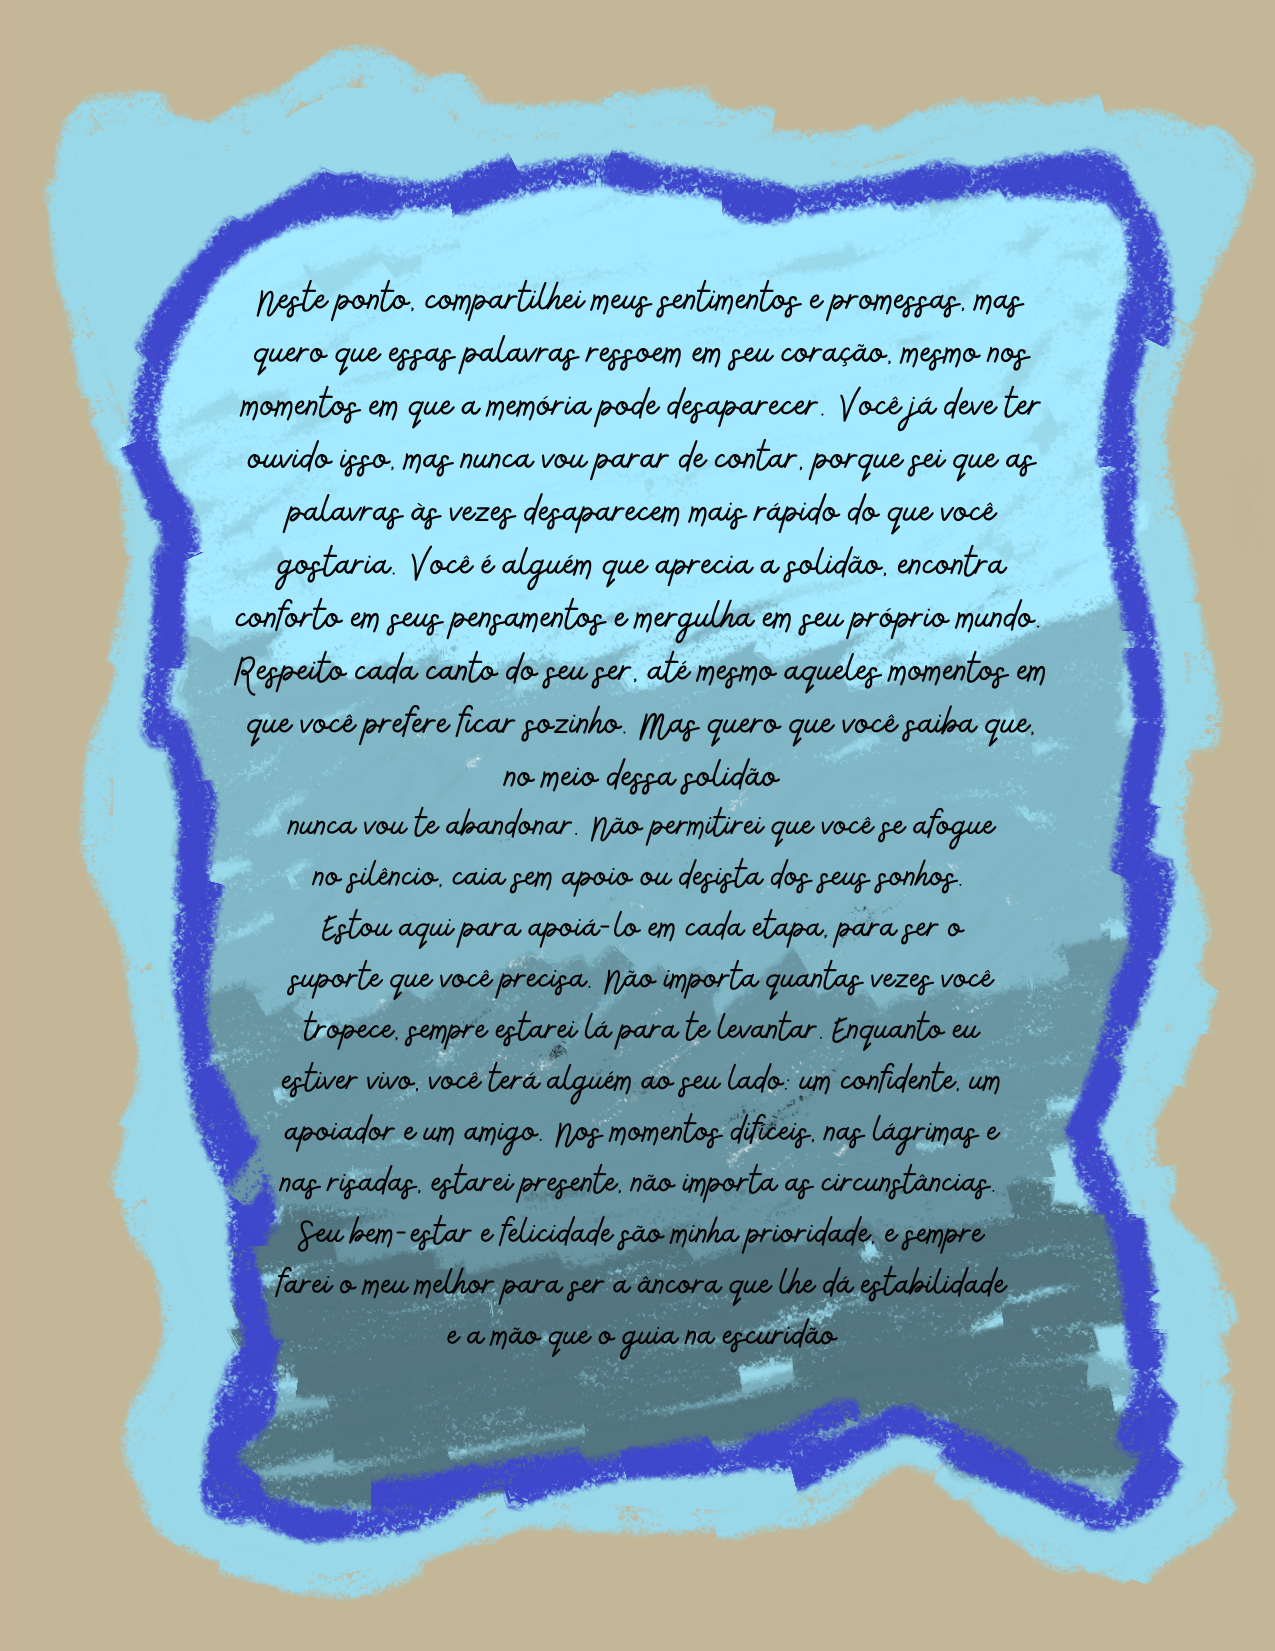 Neste ponto, compartilhei meus sentimentos e promessas, mas
quero que essas palavras ressoem em seu coração, mesmo nos
momentos em que a memória pode desaparecer. Você já deve ter
ouvido isso, mas nunca vou parar de contar, porque sei que as
palavras às vezes desaparecem mais rápido do que você
gostaria. Você é alguém que aprecia a solidão, encontra
conforto em seus pensamentos e mergulha em seu próprio mundo.
Respeito cada canto do seu ser, até mesmo aqueles momentos em
que você prefere ficar sozinho. Mas quero que você saiba que,
no meio dessa solidão
nunca vou te abandonar. Não permitirei que você se afogue
no silêncio, caia sem apoio ou desista dos seus sonhos.
Estou aqui para apoiá-lo em cada etapa, para ser o
suporte que você precisa. Não importa quantas vezes você
tropece, sempre estarei lá para te levantar. Enquanto eu
estiver vivo, você terá alguém ao seu lado: um confidente, um
apoiador e um amigo. Nos momentos difíceis, nas lágrimas e
nas risadas, estarei presente, não importa as circunstâncias.
Seu bem-estar e felicidade são minha prioridade, e sempre
farei o meu melhor para ser a âncora que lhe dá estabilidade
e a mão que o guia na escuridão